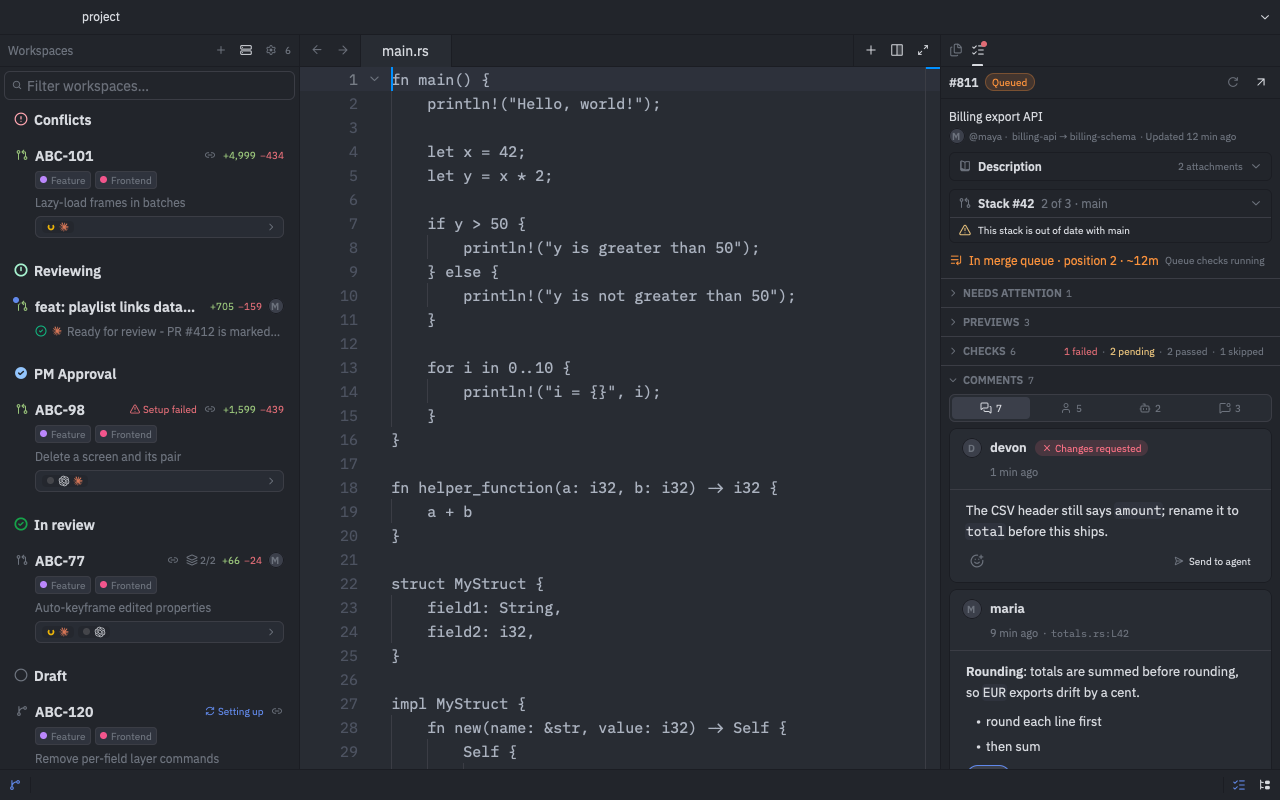 project
Workspaces
6
Filter workspaces...
Conflicts
ABC-101
+4,999 −434
Feature
Frontend
Lazy-load frames in batches
Reviewing
feat: playlist links data...
+705 −159
M
Ready for review - PR #412 is marked...
PM Approval
ABC-98
Setup failed
+1,599 −439
Feature
Frontend
Delete a screen and its pair
In review
ABC-77
2/2
+66 −24
M
Feature
Frontend
Auto-keyframe edited properties
Draft
ABC-120
Setting up
Feature
Frontend
Remove per-field layer commands
main.rs
1 fn main() {
2 println!("Hello, world!");
3
4 let x = 42;
5 let y = x * 2;
6
7 if y > 50 {
8 println!("y is greater than 50");
9 } else {
10 println!("y is not greater than 50");
11 }
12
13 for i in 0..10 {
14 println!("i = {}", i);
15 }
16 }
17
18 fn helper_function(a: i32, b: i32) -> i32 {
19 a + b
20 }
21
22 struct MyStruct {
23 field1: String,
24 field2: i32,
25 }
26
27 impl MyStruct {
28 fn new(name: &str, value: i32) -> Self {
29 Self {
#811
Queued
Billing export API
M @maya · billing-api → billing-schema · Updated 12 min ago
Description
2 attachments
Stack #42 2 of 3 · main
This stack is out of date with main
In merge queue · position 2 · ~12m Queue checks running
NEEDS ATTENTION 1
PREVIEWS 3
CHECKS 6
1 failed · 2 pending · 2 passed · 1 skipped
COMMENTS 7
7
5
2
3
D
devon
Changes requested
1 min ago
The CSV header still says amount; rename it to
total before this ships.
Send to agent
M
maria
9 min ago · totals.rs:L42
Rounding: totals are summed before rounding,
so EUR exports drift by a cent.
• round each line first
• then sum